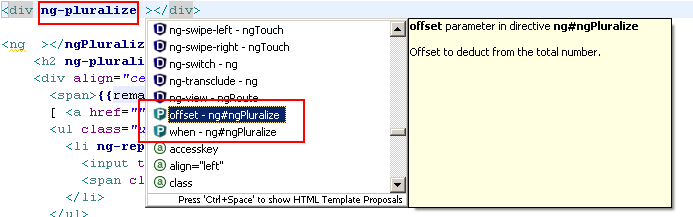 <div ng-pluralize ></div>
<ng ></ngPlural
<h2 ng-plural
<div align="ce
<span>{{rema
[ <a href=""
<ul class="u
<li ng-rep
<input t
<span cl
</li>
</ul>
ng-swipe-left - ngTouch
ng-swipe-right - ngTouch
ng-switch - ng
ng-transclude - ng
ng-view - ngRoute
offset - ng#ngPluralize
when - ng#ngPluralize
accesskey
align="left"
class
Press 'Ctrl+Space' to show HTML Template Proposals
offset parameter in directive ng#ngPluralize
Offset to deduct from the total number.